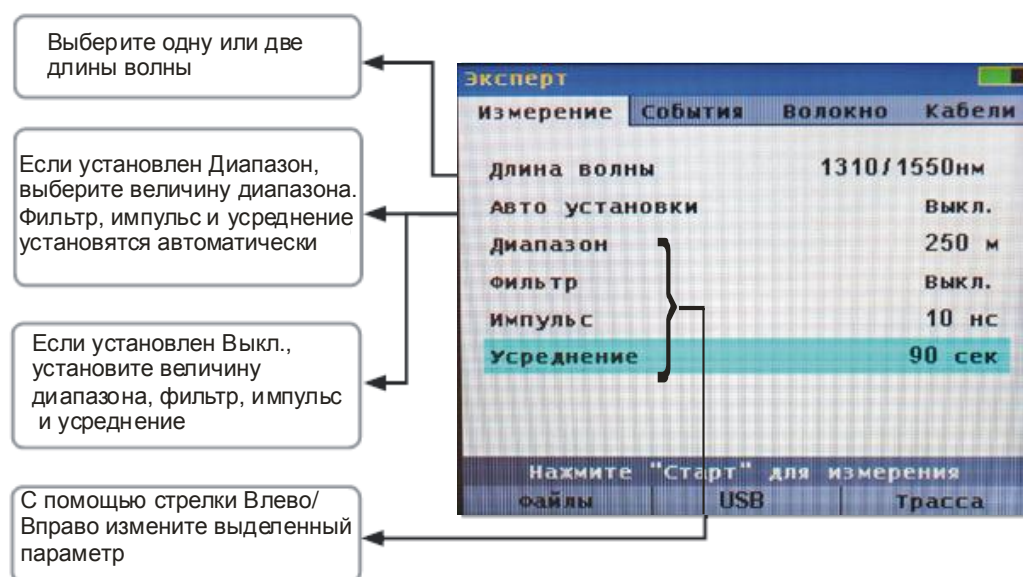 Выберите одну или две
длины волны
Если установлен Диапазон,
выберите величину диапазона.
Фильтр, импульс и усреднение
установятся автоматически
Если установлен Выкл.,
установите величину
диапазона, фильтр, импульс
и усреднение
С помощью стрелки Влево/
Вправо измените выделенный
параметр
Эксперт
Измерение События Волокно Кабели
Длина волны 1310/1550нм
Авто установки Выкл.
Диапазон 250 м
Фильтр Выкл.
Импульс 10 нс
Усреднение 90 сек
Нажмите "Старт" для измерения
Файлы USB Трасса